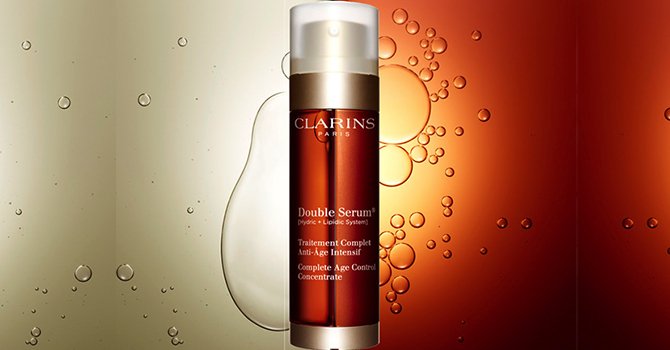 CLARINS
PARIS
Double Serum®
[Hydric + Lipidic System]
Traitement Complet
Anti-Âge Intensif
Complete Age Control
Concentrate